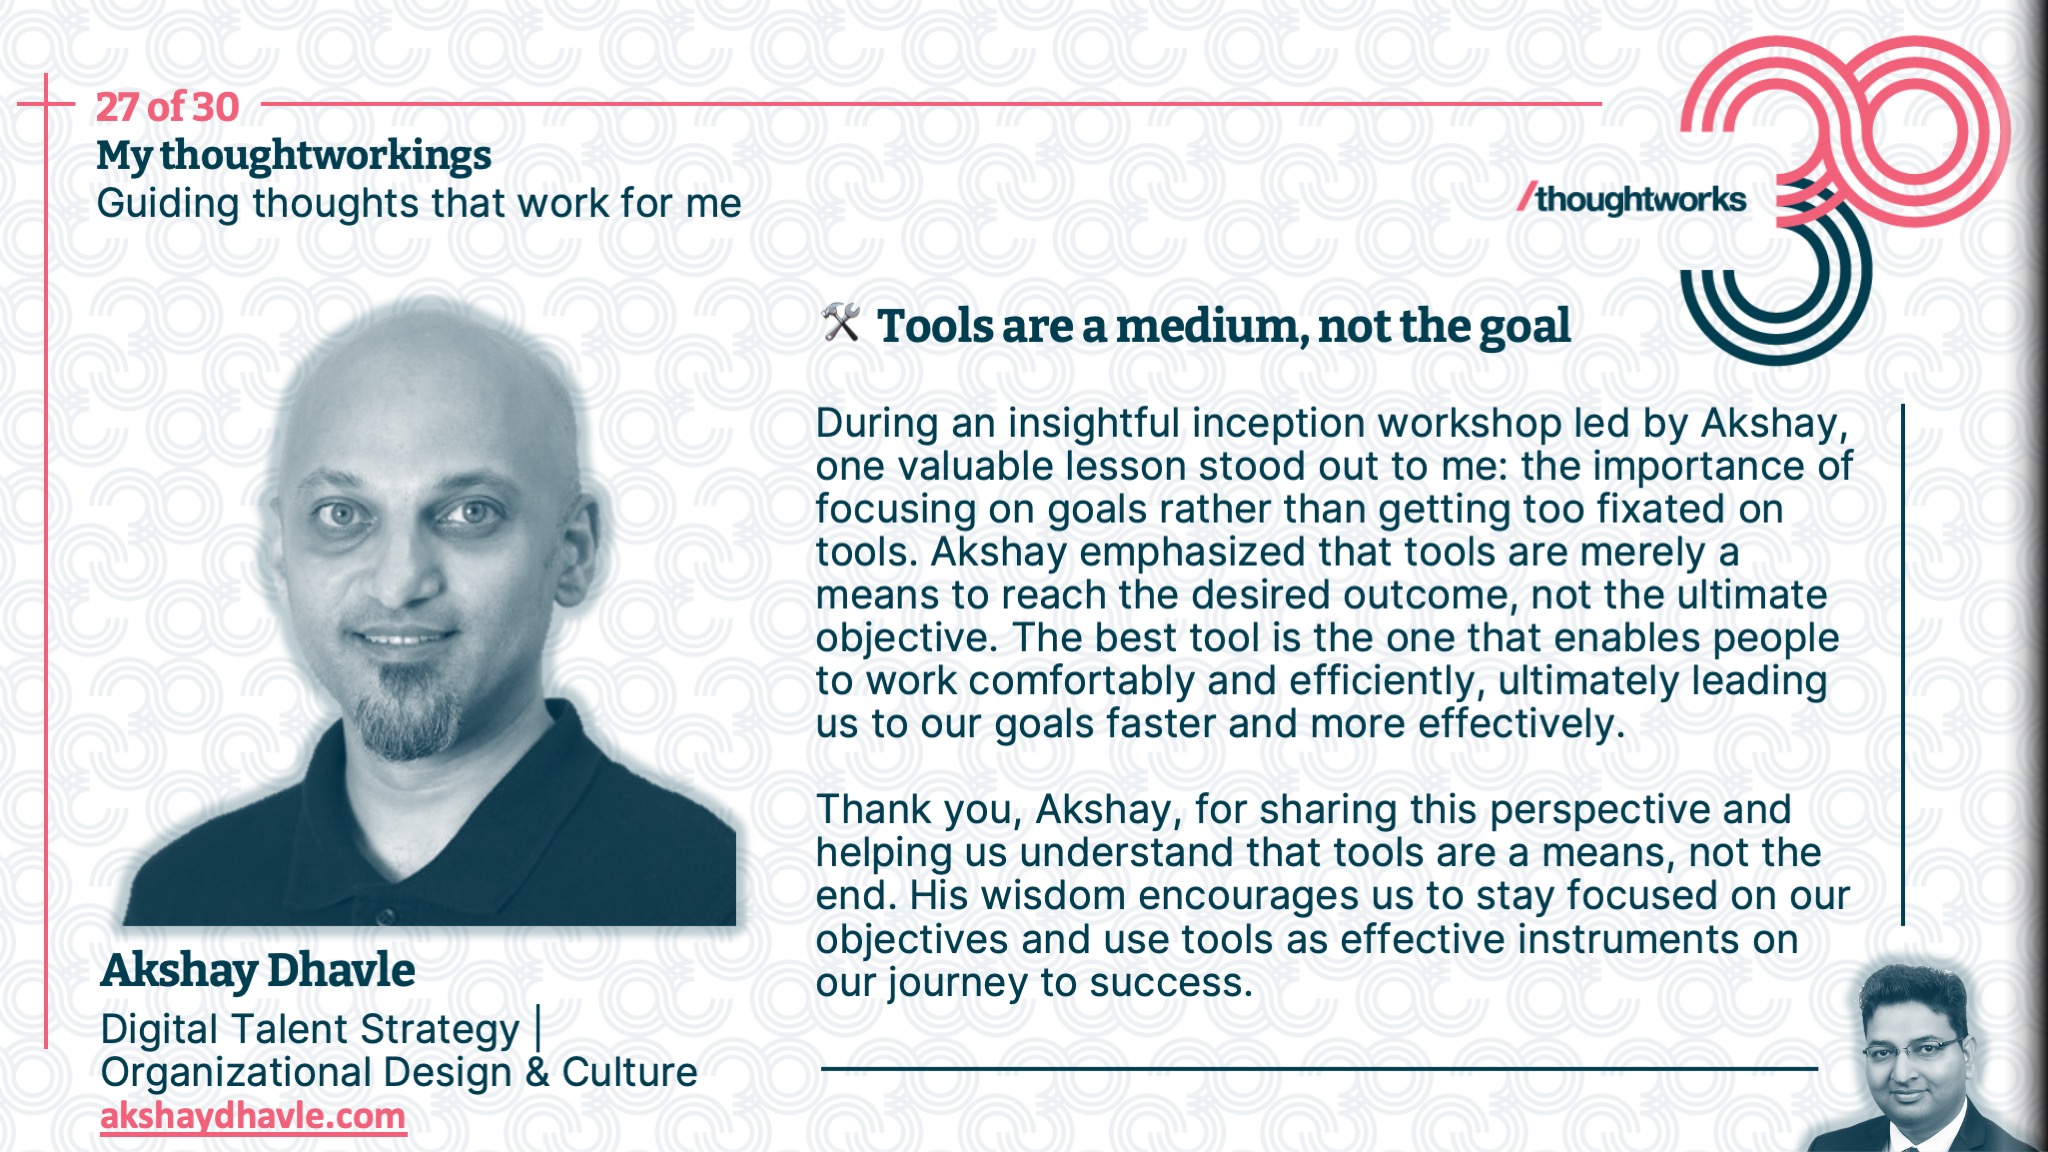 27 of 30
My thoughtworkings
Guiding thoughts that work for me
/thoughtworks
30
🛠 Tools are a medium, not the goal
During an insightful inception workshop led by Akshay,
one valuable lesson stood out to me: the importance of
focusing on goals rather than getting too fixated on
tools. Akshay emphasized that tools are merely a
means to reach the desired outcome, not the ultimate
objective. The best tool is the one that enables people
to work comfortably and efficiently, ultimately leading
us to our goals faster and more effectively.
Thank you, Akshay, for sharing this perspective and
helping us understand that tools are a means, not the
end. His wisdom encourages us to stay focused on our
objectives and use tools as effective instruments on
our journey to success.
Akshay Dhavle
Digital Talent Strategy |
Organizational Design & Culture
akshaydhavle.com